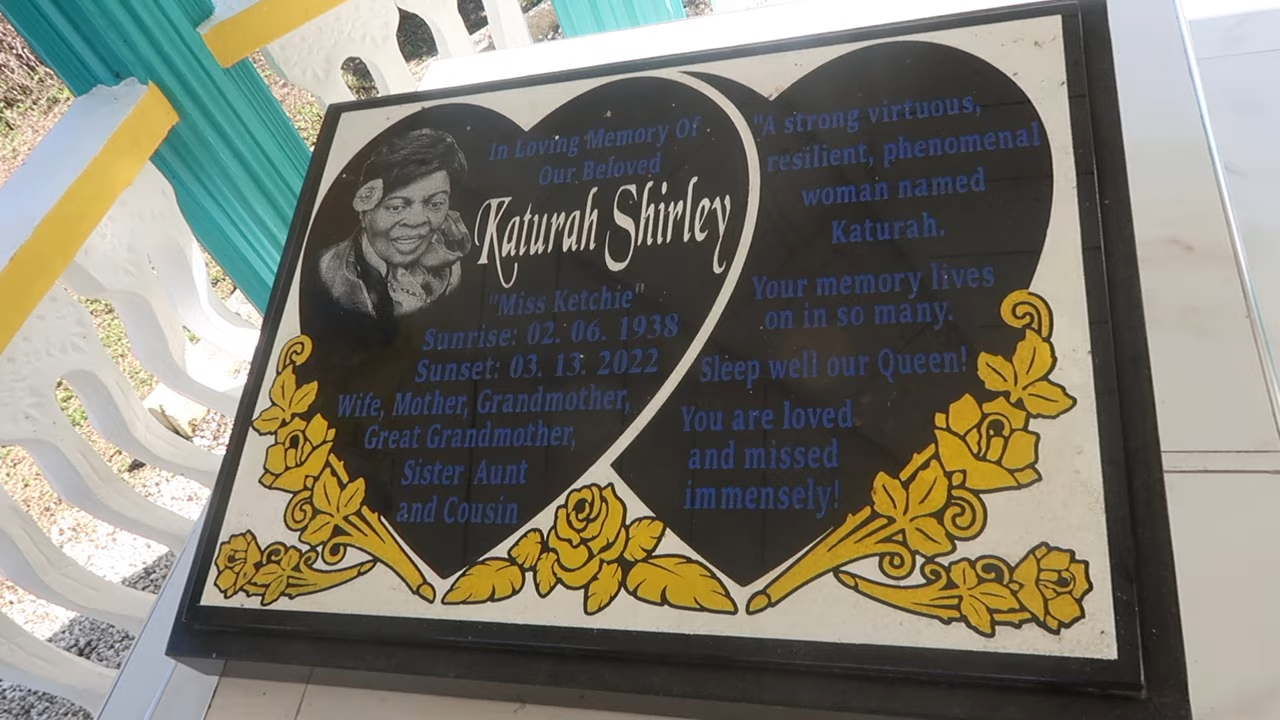 In Loving Memory Of
Our Beloved
Katurah Shirley
"Miss Ketchie"
Sunrise: 02. 06. 1938
Sunset: 03. 13. 2022
Wife, Mother, Grandmother,
Great Grandmother,
Sister Aunt
and Cousin
"A strong virtuous,
resilient, phenomenal
woman named
Katurah.
Your memory lives
on in so many.
Sleep well our Queen!
You are loved
and missed
immensely!